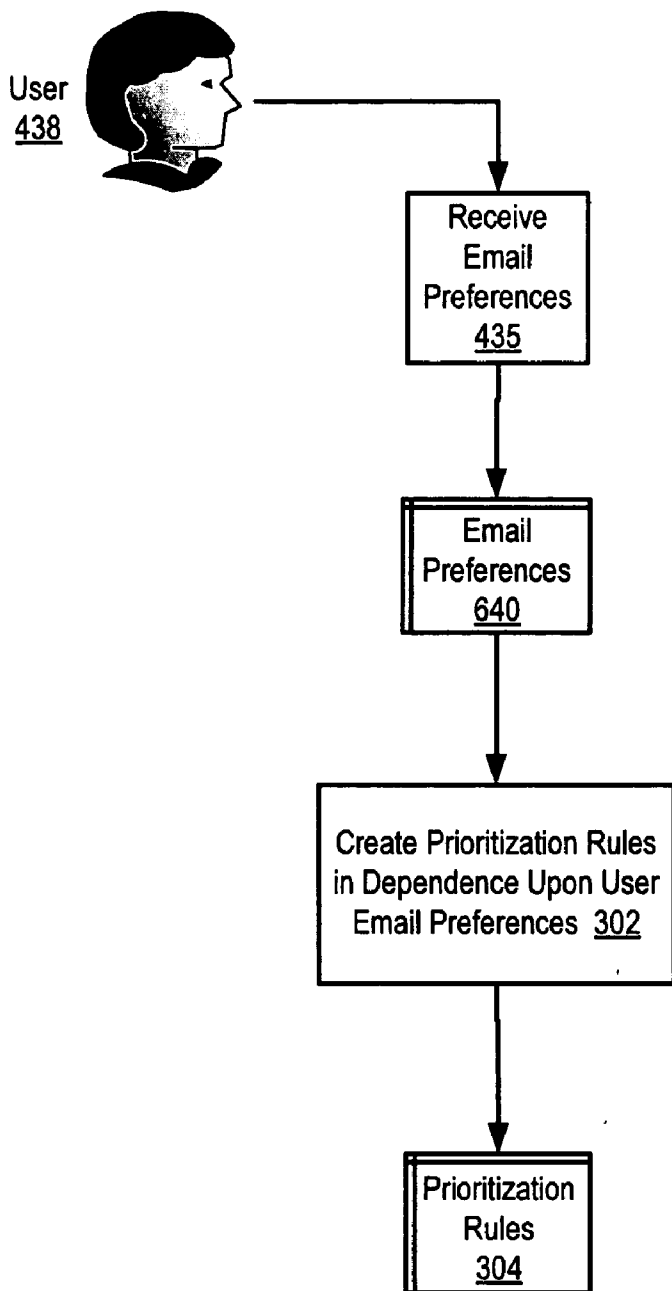 User
438
Receive
Email
Preferences
435
Email
Preferences
640
Create Prioritization Rules
in Dependence Upon User
Email Preferences 302
Prioritization
Rules
304